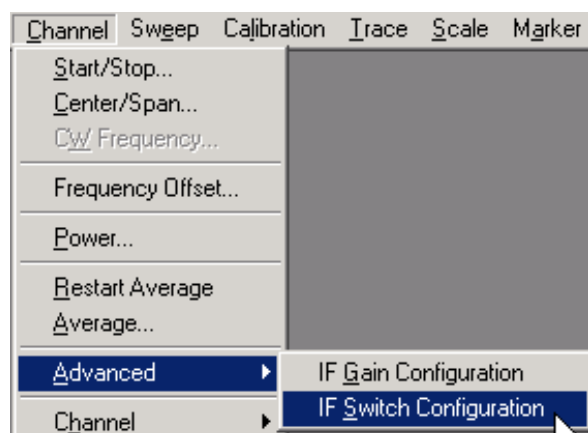 Channel Sweep Calibration Trace Scale Marker
Start/Stop...
Center/Span...
CW Frequency...
Frequency Offset...
Power...
Restart Average
Average...
Advanced
IF Gain Configuration
IF Switch Configuration
Channel